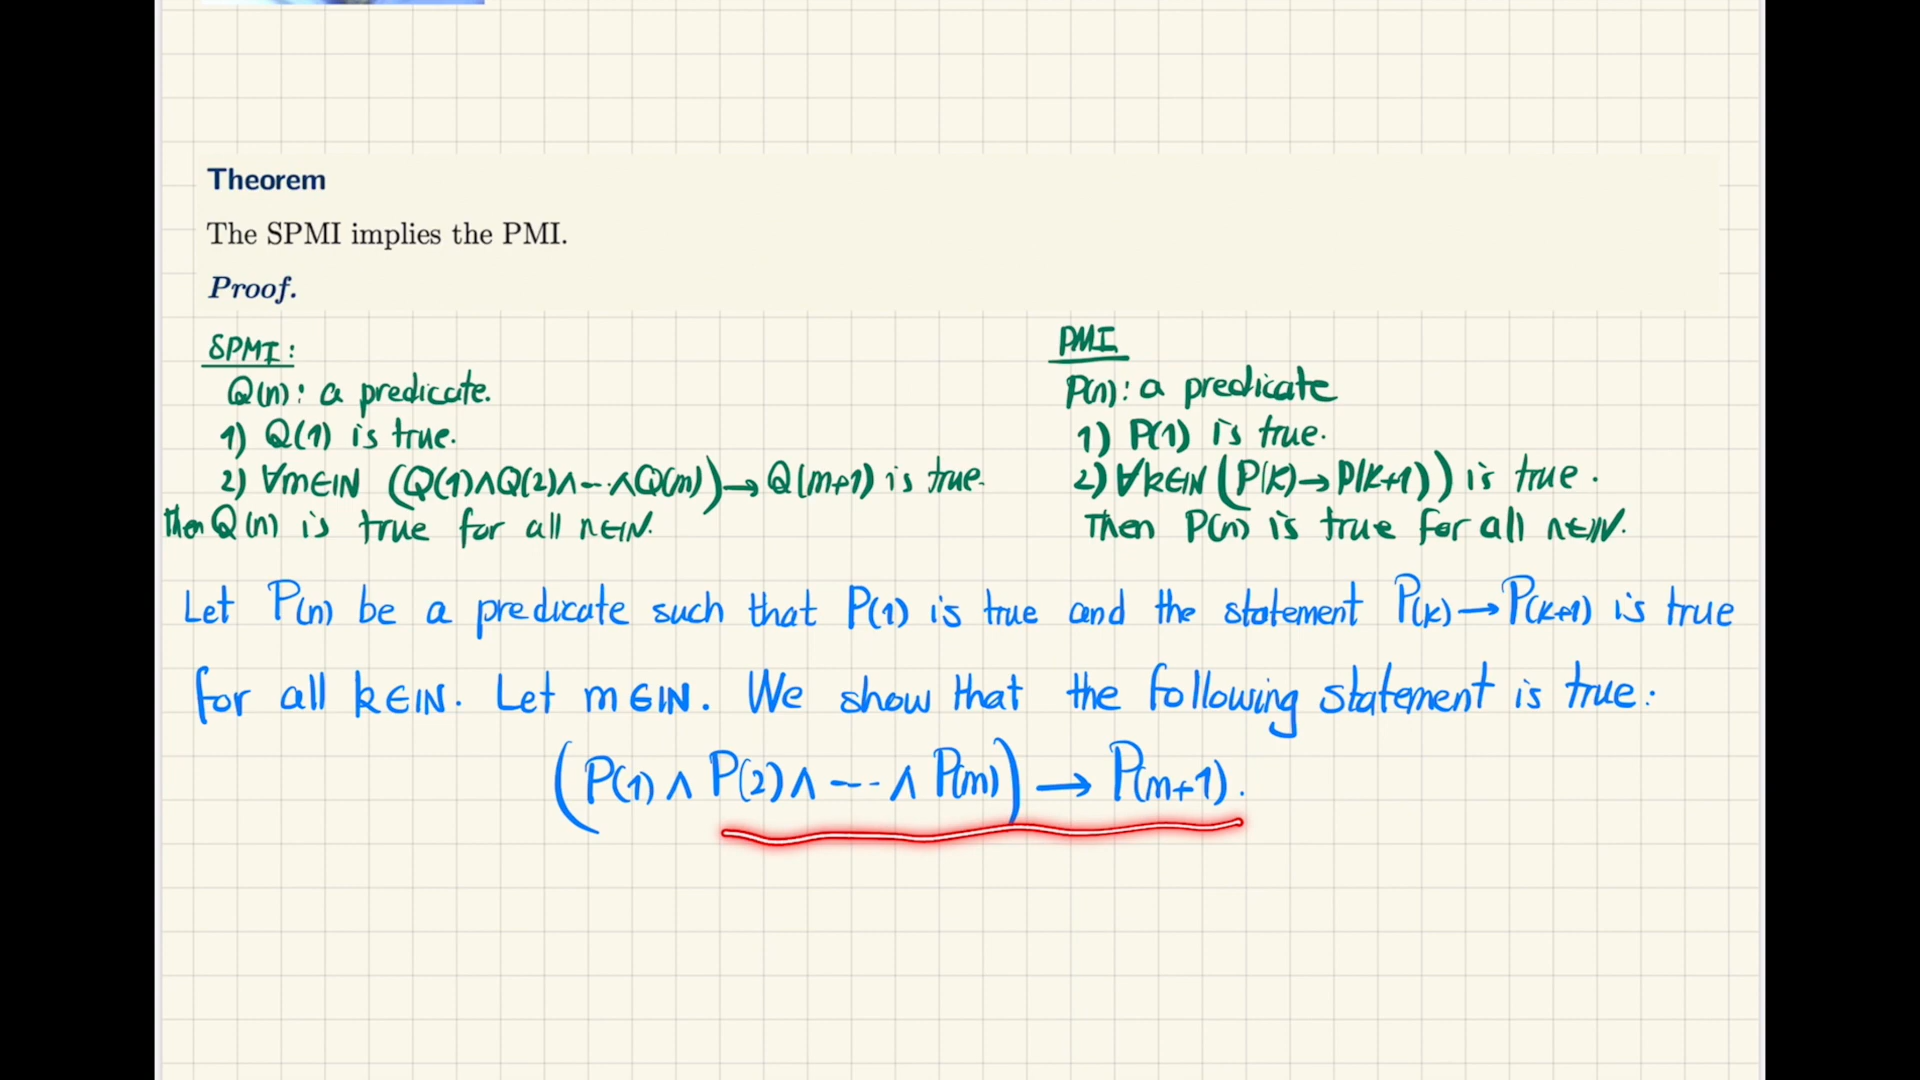 Theorem
The SPMI implies the PMI.
Proof.
SPMI:
Q(n): a predicate.
1) Q(1) is true.
2) ∀m∈ℕ (Q(1)∧Q(2)∧--·∧Q(m))→Q(m+1) is true.
Then Q(n) is true for all n∈ℕ.
PMI
P(n): a predicate
1) P(1) is true.
2) ∀k∈ℕ (P(k)→P(k+1)) is true.
Then P(n) is true for all n∈ℕ.
Let P(n) be a predicate such that P(1) is true and the statement P(k)→P(k+1) is true
for all k∈ℕ. Let m∈ℕ. We show that the following statement is true:
(P(1)∧P(2)∧--·∧P(m))→P(m+1).